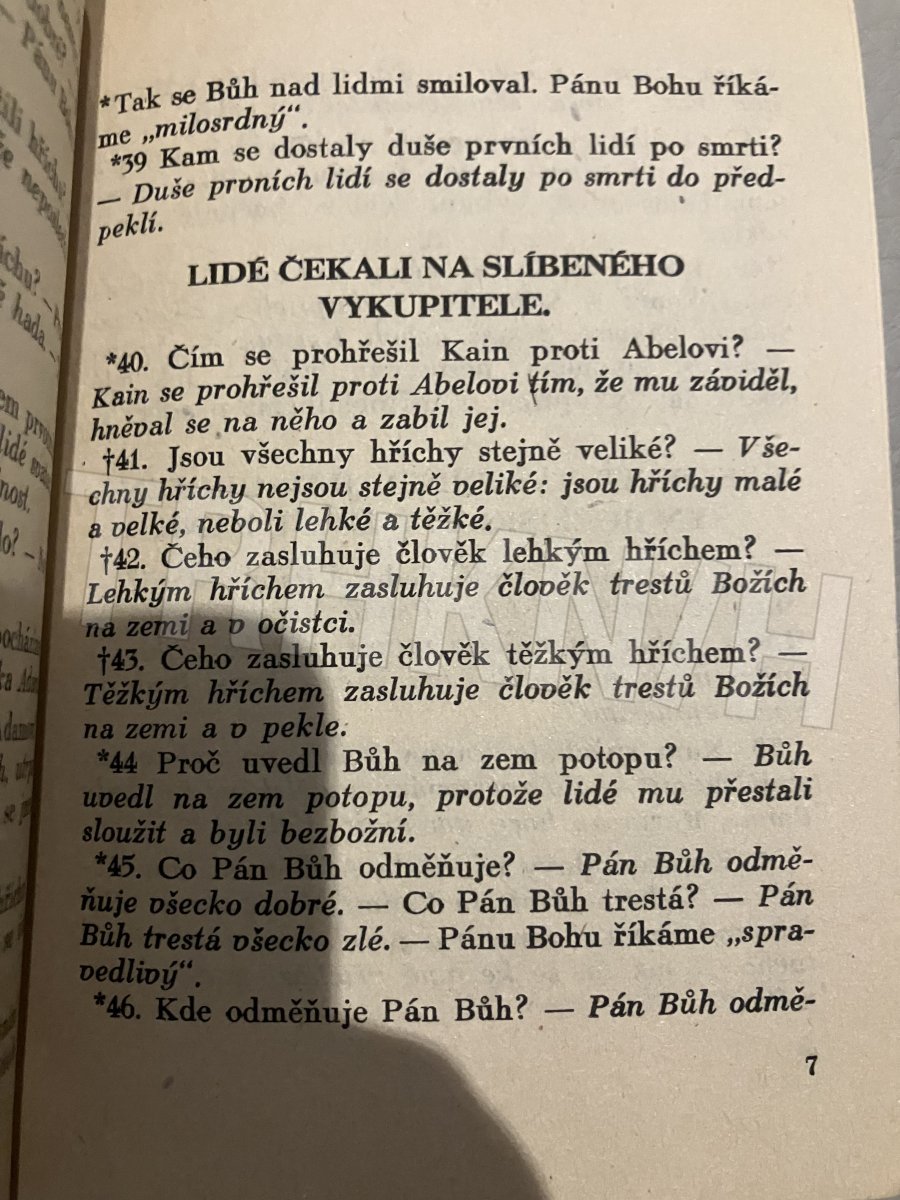 *Tak se Bůh nad lidmi smiloval. Pánu Bohu říká-
me „milosrdný“.
*39 Kam se dostaly duše prvních lidí po smrti?
— Duše prvních lidí se dostaly po smrti do před-
peklí.
LIDÉ ČEKALI NA SLÍBENÉHO
VYKUPITELE.
*40. Čím se prohřešil Kain proti Abelovi? —
Kain se prohřešil proti Abelovi tím, že mu záviděl,
hněval se na něho a zabil jej.
†41. Jsou všechny hříchy stejně veliké? — Vše-
chny hříchy nejsou stejně veliké: jsou hříchy malé
a velké, neboli lehké a těžké.
†42. Čeho zasluhuje člověk lehkým hříchem? —
Lehkým hříchem zasluhuje člověk trestů Božích
na zemi a v očistci.
†43. Čeho zasluhuje člověk těžkým hříchem? —
Těžkým hříchem zasluhuje člověk trestů Božích
na zemi a v pekle.
*44 Proč uvedl Bůh na zem potopu? — Bůh
uvedl na zem potopu, protože lidé mu přestali
sloužit a byli bezbožní.
*45. Co Pán Bůh odměňuje? — Pán Bůh odmě-
ňuje všecko dobré. — Co Pán Bůh trestá? — Pán
Bůh trestá všecko zlé. — Pánu Bohu říkáme „spra-
vedlivý“.
*46. Kde odměňuje Pán Bůh? — Pán Bůh odmě-
7